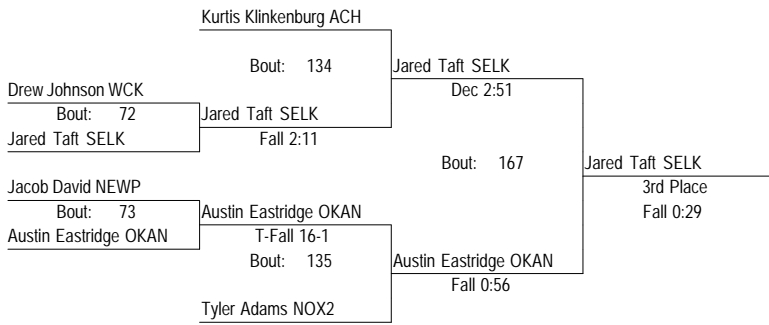 Kurtis Klinkenburg ACH
Bout: 134
Jared Taft SELK
Dec 2:51
Drew Johnson WCK
Bout: 72
Jared Taft SELK
Jared Taft SELK
Fall 2:11
Bout: 167
Jared Taft SELK
3rd Place
Fall 0:29
Jacob David NEWP
Bout: 73
Austin Eastridge OKAN
Austin Eastridge OKAN
T-Fall 16-1
Bout: 135
Austin Eastridge OKAN
Fall 0:56
Tyler Adams NOX2